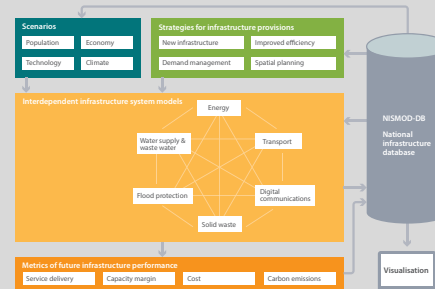 Scenarios
Population
Economy
Technology
Climate
Strategies for infrastructure provisions
New infrastructure
Improved efficiency
Demand management
Spatial planning
Interdependent infrastructure system models
Energy
Water supply &
waste water
Transport
Flood protection
Digital
communications
Solid waste
NISMOD-DB
National
infrastructure
database
Metrics of future infrastructure performance
Service delivery
Capacity margin
Cost
Carbon emissions
Visualisation